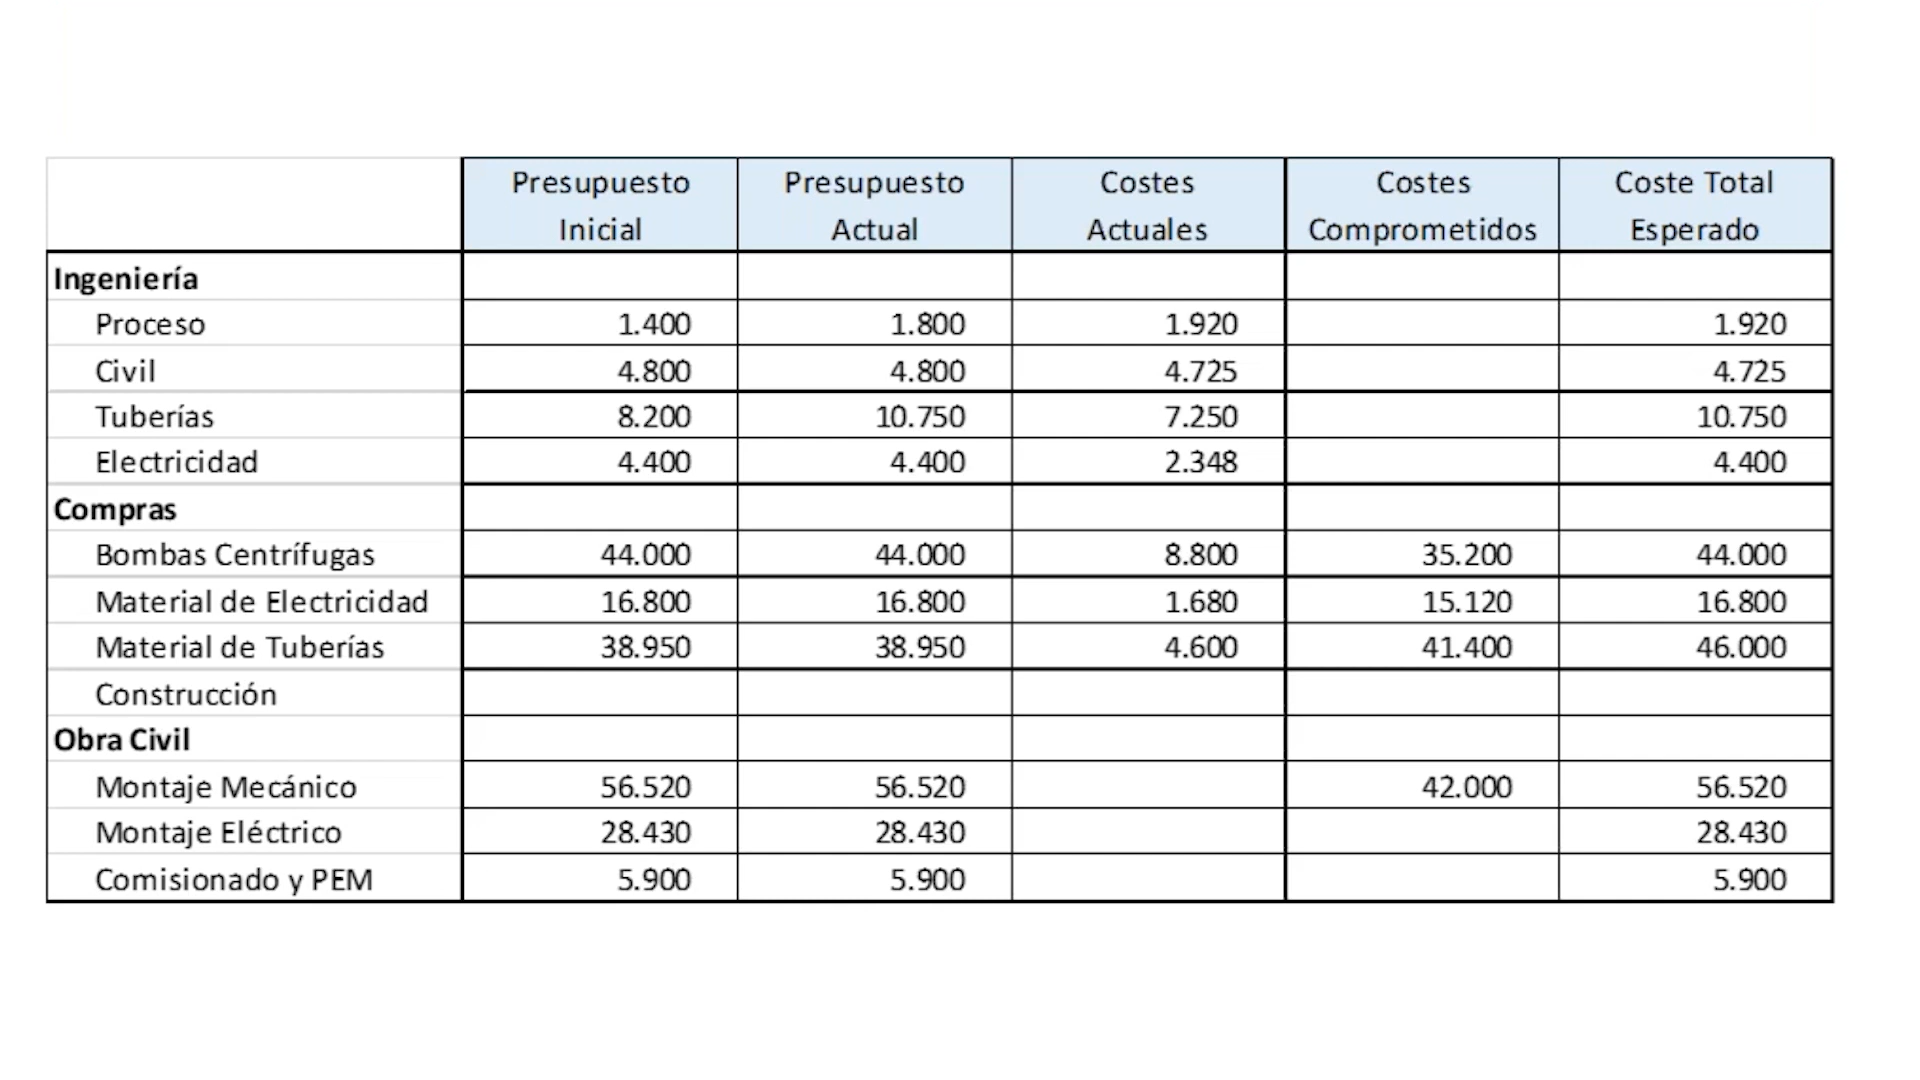 Presupuesto Inicial Presupuesto Actual Costes Actuales Costes Comprometidos Coste Total Esperado
Ingeniería
Proceso 1.400 1.800 1.920 1.920
Civil 4.800 4.800 4.725 4.725
Tuberías 8.200 10.750 7.250 10.750
Electricidad 4.400 4.400 2.348 4.400
Compras
Bombas Centrífugas 44.000 44.000 8.800 35.200 44.000
Material de Electricidad 16.800 16.800 1.680 15.120 16.800
Material de Tuberías 38.950 38.950 4.600 41.400 46.000
Construcción
Obra Civil
Montaje Mecánico 56.520 56.520 42.000 56.520
Montaje Eléctrico 28.430 28.430 28.430
Comisionado y PEM 5.900 5.900 5.900